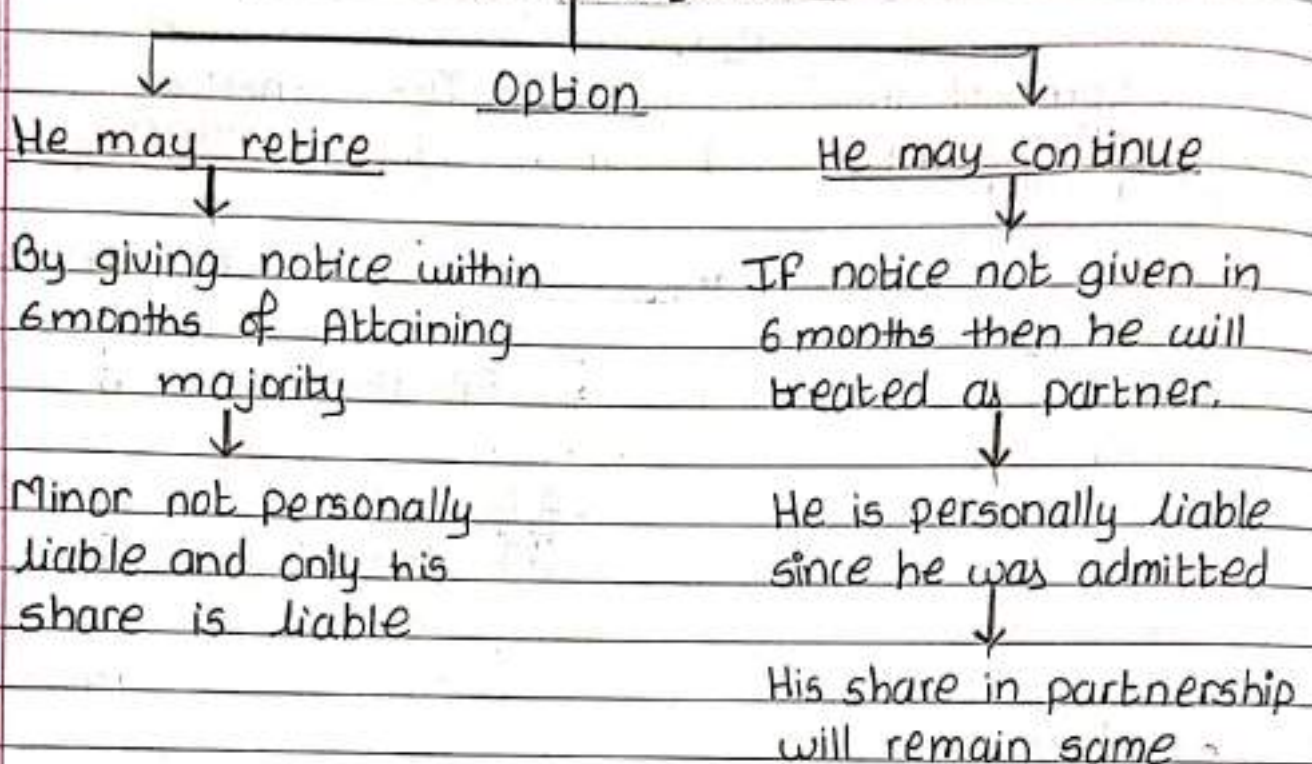 Option
He may retire
By giving notice within
6 months of Attaining
majority
Minor not personally
liable and only his
share is liable
He may continue
If notice not given in
6 months then he will
treated as partner.
He is personally liable
since he was admitted
His share in partnership
will remain same